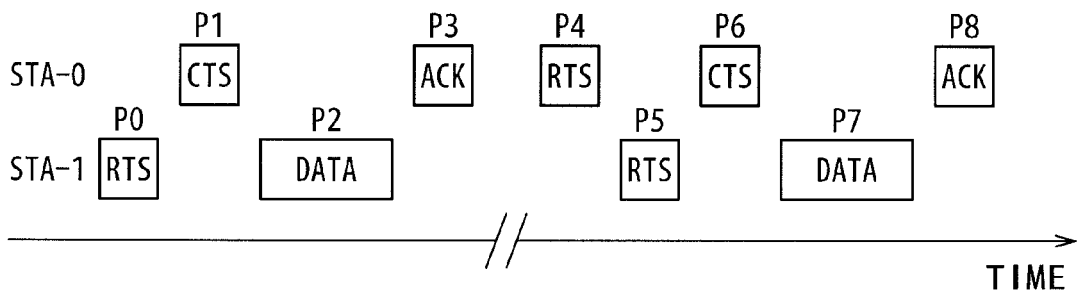 P1 P3 P4 P6 P8
STA-0 CTS ACK RTS CTS ACK
P0 P2 P5 P7
STA-1 RTS DATA RTS DATA
TIME